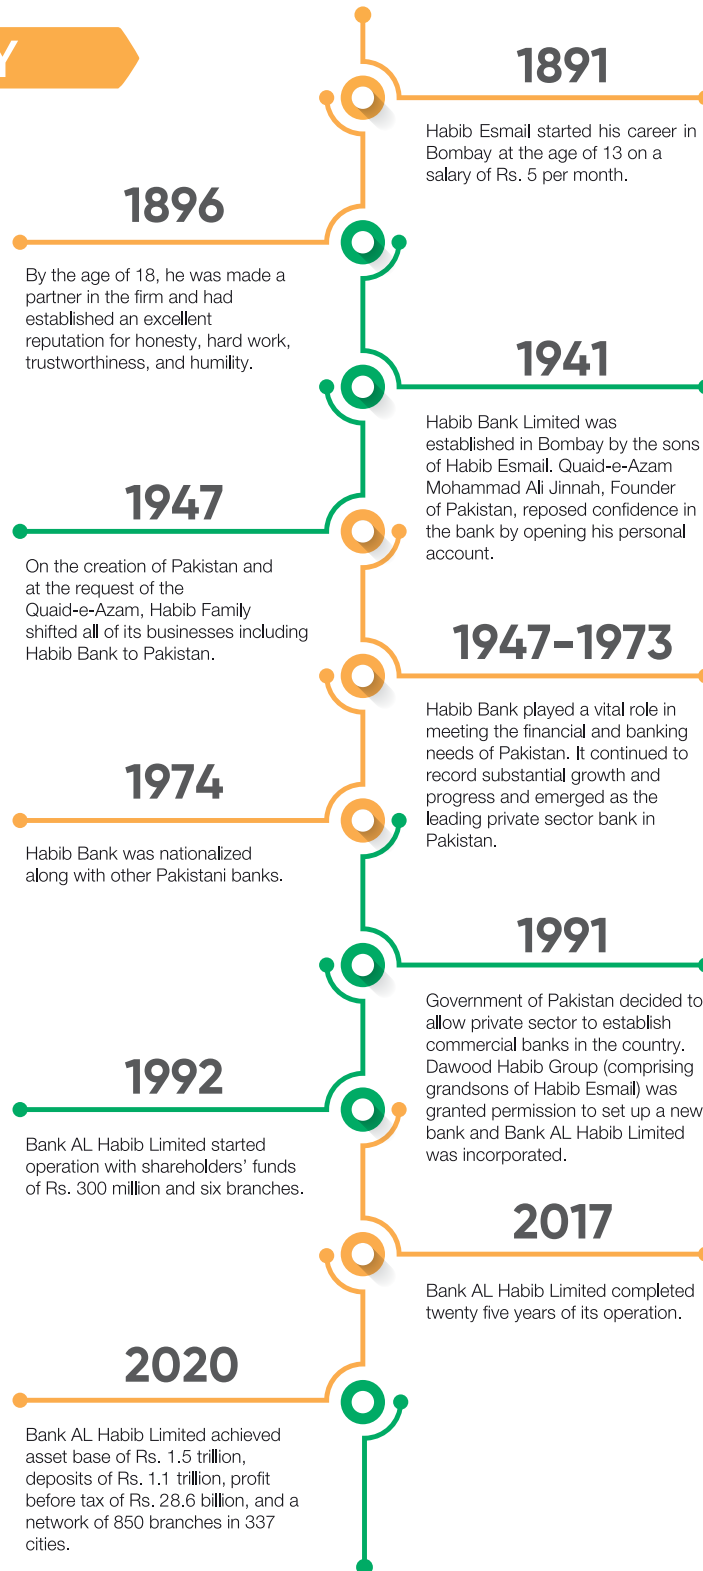 Y
1891
Habib Esmail started his career in
Bombay at the age of 13 on a
salary of Rs. 5 per month.
1896
By the age of 18, he was made a
partner in the firm and had
established an excellent
reputation for honesty, hard work,
trustworthiness, and humility.
1941
Habib Bank Limited was
established in Bombay by the sons
of Habib Esmail. Quaid-e-Azam
Mohammad Ali Jinnah, Founder
of Pakistan, reposed confidence in
the bank by opening his personal
account.
1947
On the creation of Pakistan and
at the request of the
Quaid-e-Azam, Habib Family
shifted all of its businesses including
Habib Bank to Pakistan.
1947-1973
Habib Bank played a vital role in
meeting the financial and banking
needs of Pakistan. It continued to
record substantial growth and
progress and emerged as the
leading private sector bank in
Pakistan.
1974
Habib Bank was nationalized
along with other Pakistani banks.
1991
Government of Pakistan decided to
allow private sector to establish
commercial banks in the country.
Dawood Habib Group (comprising
grandsons of Habib Esmail) was
granted permission to set up a new
bank and Bank AL Habib Limited
was incorporated.
1992
Bank AL Habib Limited started
operation with shareholders’ funds
of Rs. 300 million and six branches.
2017
Bank AL Habib Limited completed
twenty five years of its operation.
2020
Bank AL Habib Limited achieved
asset base of Rs. 1.5 trillion,
deposits of Rs. 1.1 trillion, profit
before tax of Rs. 28.6 billion, and a
network of 850 branches in 337
cities.